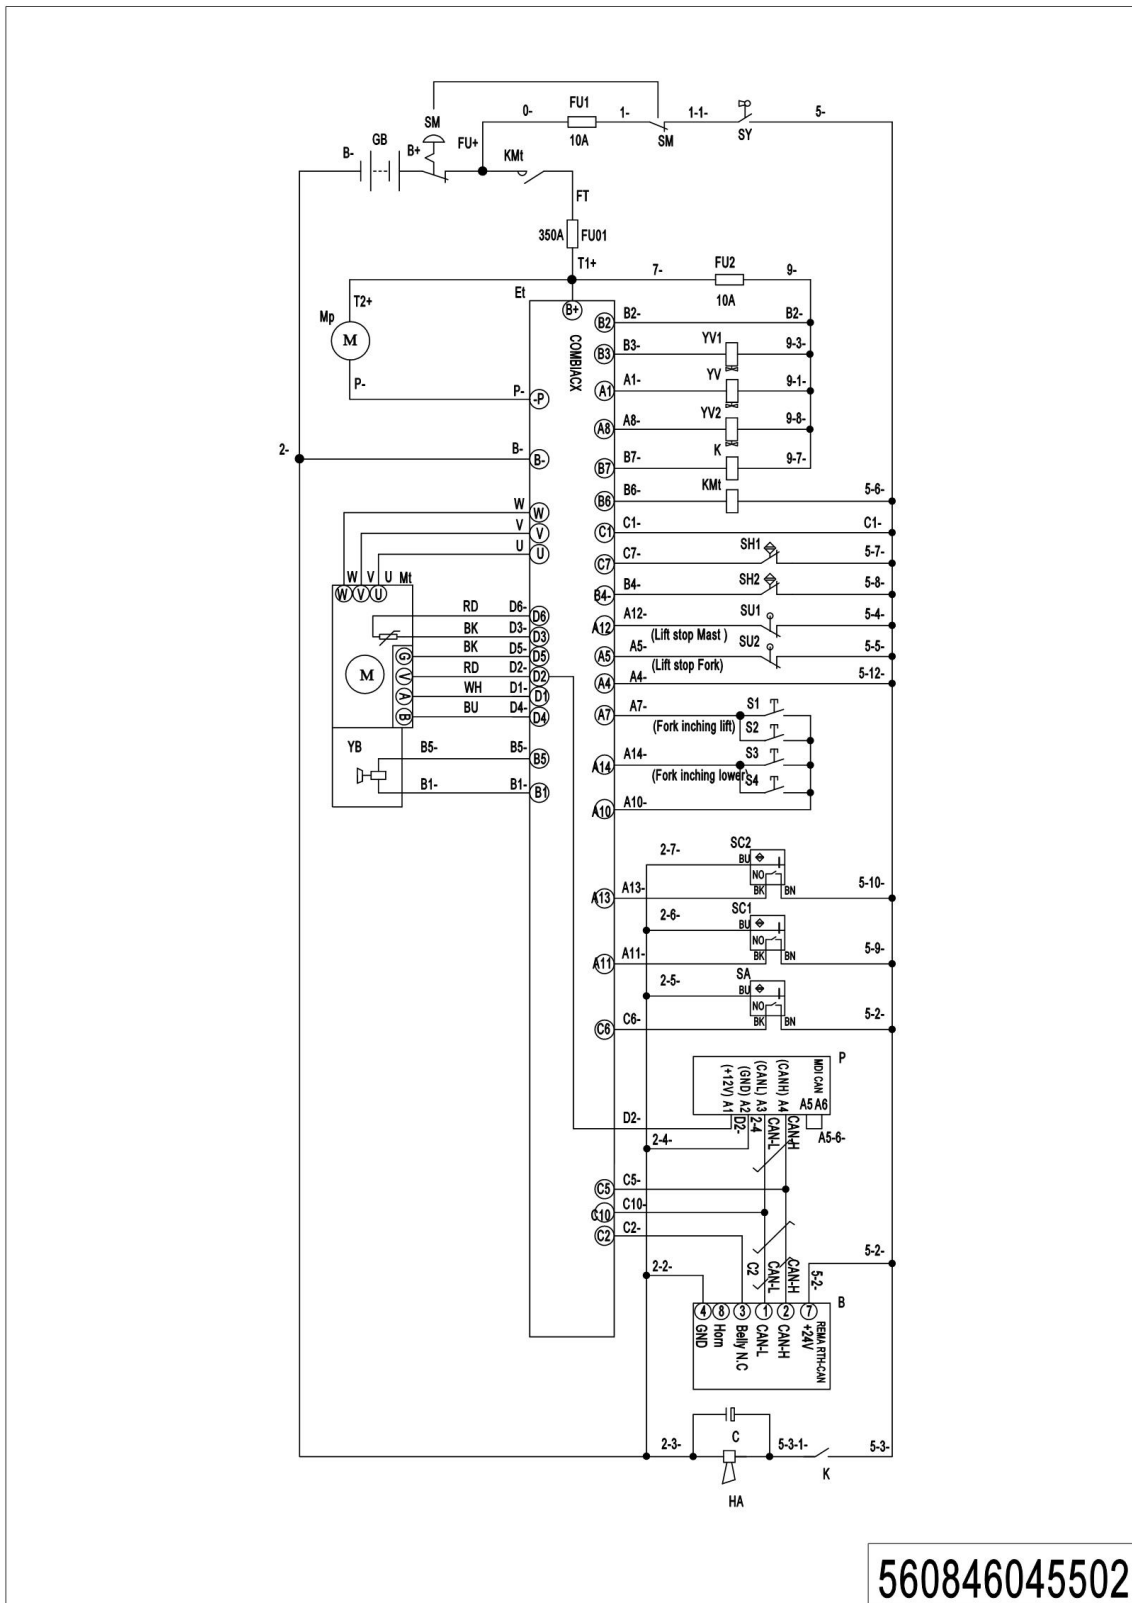 0- FU1 1- 1-1- 5-
SM
GB FU+ 10A SM SY
B- B+ KMt
FT
350A FU01
T1+ 7- FU2 9-
Et 10A
T2+ B+ B2 B2- B2-
Mp COMBIACX YV1
M B3 B3- 9-3-
YV
P- P- -P A1 A1- 9-1-
YV2
A8 A8- 9-8-
K
2- B- B- B7 B7- 9-7-
KMt
B6 B6- 5-6-
W W C1 C1- C1-
V V SH1
U U C7 C7- 5-7-
W V U Mt SH2
W V U B4- B4- 5-8-
RD D6- D6 A12 A12- SU1 5-4-
BK D3- D3 (Lift stop Mast )
BK D5- D5 A5 A5- SU2 5-5-
G (Lift stop Fork)
M V RD D2- D2 A4 A4- 5-12-
A WH D1- D1
B BU D4- D4 A7 A7- S1
(Fork inching lift) S2
YB B5- B5- B5 A14 A14- S3
(Fork inching lower) S4
B1- B1- B1 A10 A10-
SC2
2-7- BU
NO
A13 A13- BK BN 5-10-
SC1
2-6- BU
NO
A11 A11- BK BN 5-9-
SA
2-5- BU
NO
C6 C6- BK BN 5-2-
P
MDI CAN
(+12V) A1
(GND) A2
(CANL) A3
(CANH) A4
A5 A6
D2- D2- 2-4 CAN-L CAN-H A5-6-
2-4-
C5 C5-
C10 C10-
C2 C2-
2-2- C2 CAN-L CAN-H 5-2- 5-2-
B
4 8 3 1 2 7
GND
Horn
Belly N.C
CAN-L
CAN-H
+24V
REMA RTH-CAN
C
2-3- 5-3-1- 5-3-
K
HA
560846045502